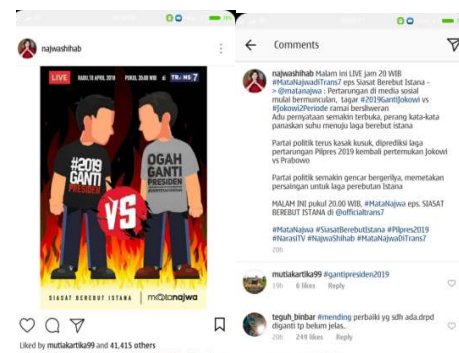 najwashihab
LIVE
RABU,18 APRIL 2018
PUKUL 20.00 WIB di TRANS7
#2019
GANTI
PRESIDEN
VS
OGAH
GANTI
PRESIDEN
SIASAT BEREBUT ISTANA
matanajwa
Liked by mutiakartika99 and 41,415 others
Comments
najwashihab Malam ini LIVE jam 20 WIB
#MataNajwadiTrans7 eps Siasat Berebut Istana -
> @matanajwa : Pertarungan di media sosial
mulai bermunculan, tagar #2019GantiJokowi vs
#Jokowi2Periode ramai bersliweran
Adu pernyataan semakin terbuka, perang kata-kata
panaskan suhu menuju laga berebut istana
Partai politik terus kasak kusuk, diprediksi laga
pertarungan Pilpres 2019 kembali pertemukan Jokowi
vs Prabowo
Partai politik semakin gencar bergerilya, memetakan
persaingan untuk laga perebutan Istana
MALAM INI pukul 20.00 WIB, #MataNajwa eps. SIASAT
BEREBUT ISTANA di @officialtrans7
#MataNajwa #SiasatBerebutIstana #Pilpres2019
#NarasiTV #NajwaShihab #MataNajwaDiTrans7
20h
mutiakartika99 #gantipresiden2019
19h 6 likes Reply
teguh_binbar #mending perbaiki yg sdh ada.drpd
diganti tp belum jelas..
20h 249 likes Reply